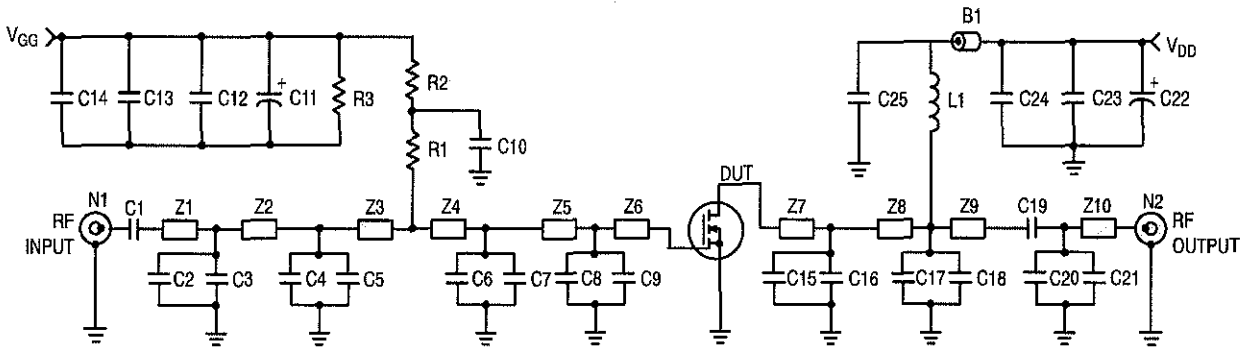 B1
V_GG
V_DD
R2
C14
C13
C12
+
C11
R3
C25
L1
C24
C23
+
C22
R1
C10
N1
RF
INPUT
C1
Z1
Z2
Z3
Z4
Z5
Z6
DUT
Z7
Z8
Z9
C19
Z10
N2
RF
OUTPUT
C2
C3
C4
C5
C6
C7
C8
C9
C15
C16
C17
C18
C20
C21